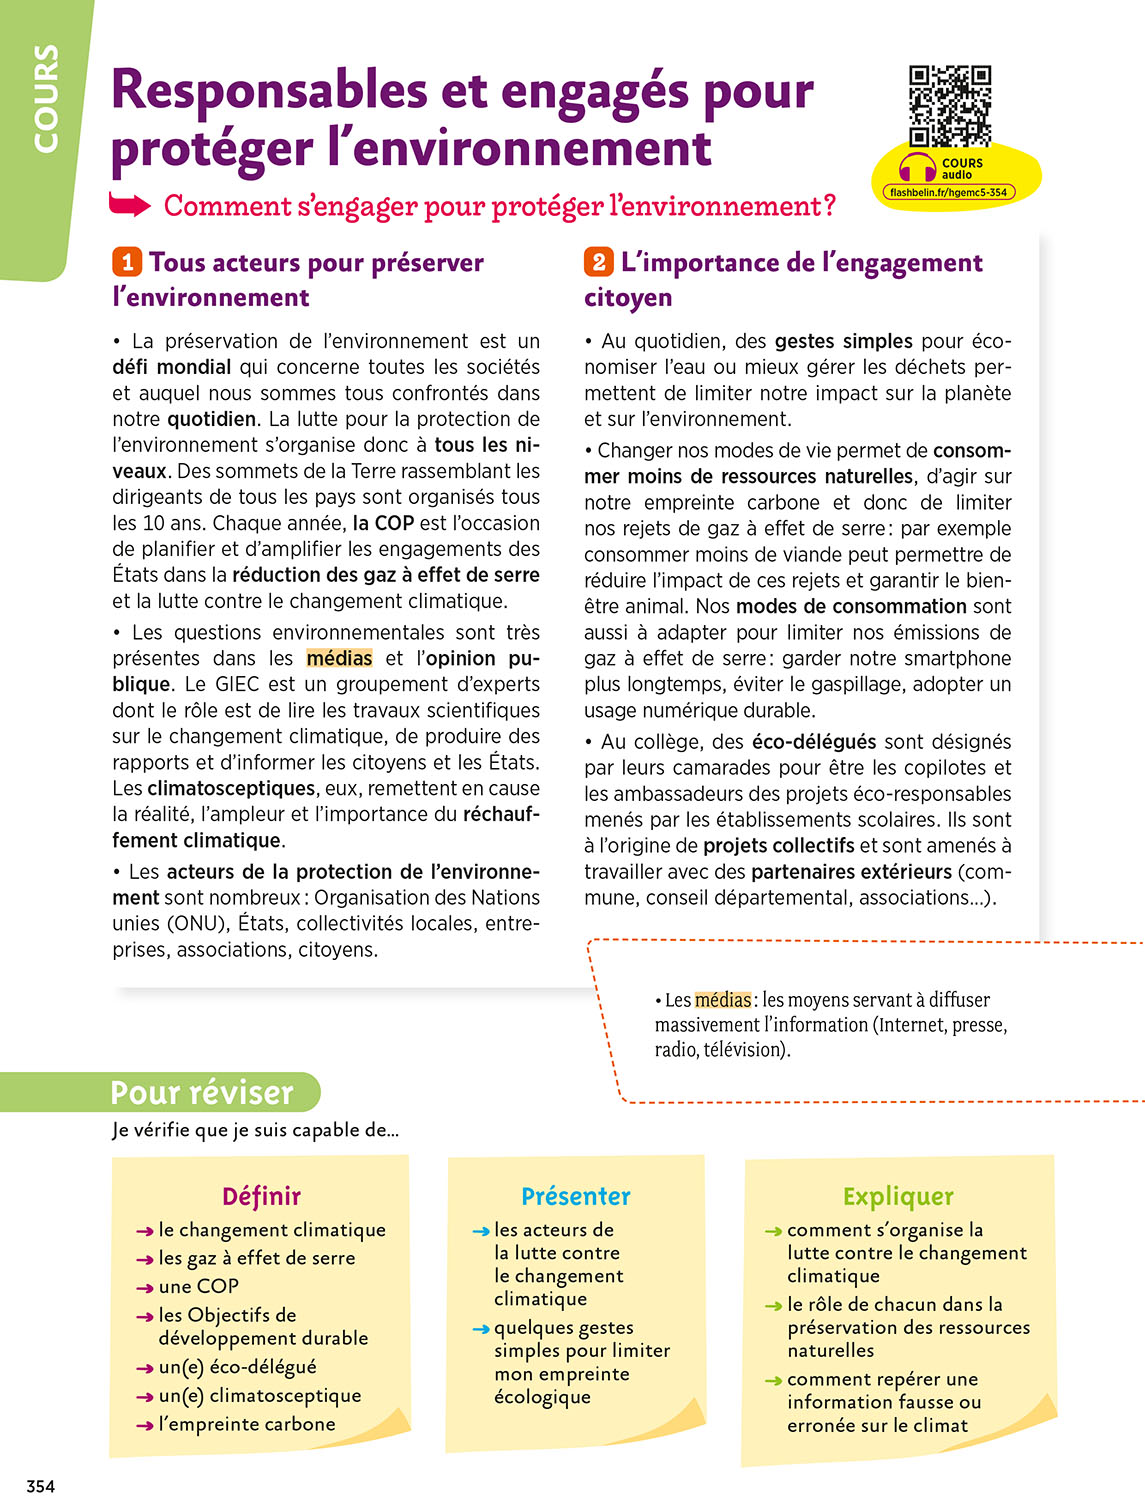 COURS
Responsables et engagés pour
protéger l'environnement
Comment s'engager pour protéger l'environnement ?
COURS
audio
flashbelin.fr/hgemc5-354
1 Tous acteurs pour préserver
l'environnement
• La préservation de l'environnement est un
défi mondial qui concerne toutes les sociétés
et auquel nous sommes tous confrontés dans
notre quotidien. La lutte pour la protection de
l'environnement s'organise donc à tous les ni-
veaux. Des sommets de la Terre rassemblant les
dirigeants de tous les pays sont organisés tous
les 10 ans. Chaque année, la COP est l'occasion
de planifier et d'amplifier les engagements des
États dans la réduction des gaz à effet de serre
et la lutte contre le changement climatique.
• Les questions environnementales sont très
présentes dans les médias et l'opinion pu-
blique. Le GIEC est un groupement d'experts
dont le rôle est de lire les travaux scientifiques
sur le changement climatique, de produire des
rapports et d'informer les citoyens et les États.
Les climatosceptiques, eux, remettent en cause
la réalité, l'ampleur et l'importance du réchauf-
fement climatique.
• Les acteurs de la protection de l'environne-
ment sont nombreux : Organisation des Nations
unies (ONU), États, collectivités locales, entre-
prises, associations, citoyens.
2 L'importance de l'engagement
citoyen
• Au quotidien, des gestes simples pour éco-
nomiser l'eau ou mieux gérer les déchets per-
mettent de limiter notre impact sur la planète
et sur l'environnement.
• Changer nos modes de vie permet de consom-
mer moins de ressources naturelles, d'agir sur
notre empreinte carbone et donc de limiter
nos rejets de gaz à effet de serre : par exemple
consommer moins de viande peut permettre de
réduire l'impact de ces rejets et garantir le bien-
être animal. Nos modes de consommation sont
aussi à adapter pour limiter nos émissions de
gaz à effet de serre : garder notre smartphone
plus longtemps, éviter le gaspillage, adopter un
usage numérique durable.
• Au collège, des éco-délégués sont désignés
par leurs camarades pour être les copilotes et
les ambassadeurs des projets éco-responsables
menés par les établissements scolaires. Ils sont
à l'origine de projets collectifs et sont amenés à
travailler avec des partenaires extérieurs (com-
mune, conseil départemental, associations...).
• Les médias : les moyens servant à diffuser
massivement l'information (Internet, presse,
radio, télévision).
Pour réviser
Je vérifie que je suis capable de...
Définir
→ le changement climatique
→ les gaz à effet de serre
→ une COP
→ les Objectifs de
développement durable
→ un(e) éco-délégué
→ un(e) climatosceptique
→ l'empreinte carbone
Présenter
→ les acteurs de
la lutte contre
le changement
climatique
→ quelques gestes
simples pour limiter
mon empreinte
écologique
Expliquer
→ comment s'organise la
lutte contre le changement
climatique
→ le rôle de chacun dans la
préservation des ressources
naturelles
→ comment repérer une
information fausse ou
erronée sur le climat
354